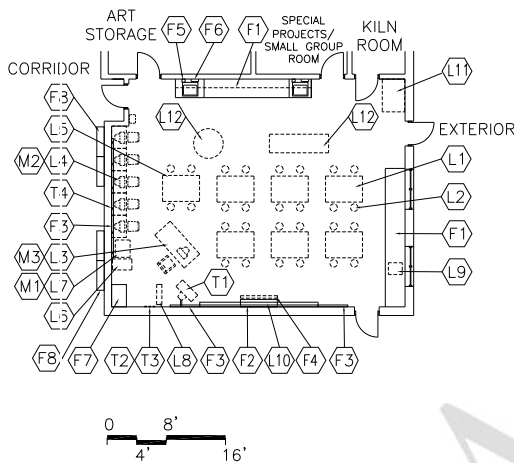 ART STORAGE
F5 F6 F1
SPECIAL PROJECTS/ SMALL GROUP ROOM
KILN ROOM
CORRIDOR
L11
F8
L12 L12
EXTERIOR
L5
L1
M2 L4
L2
T4
F3
F1
M3 L3
T1
L9
M1 L7
L6
F8 F7 T2 T3 L8 F3 F2 L10 F4 F3
0 8'
4' 16'